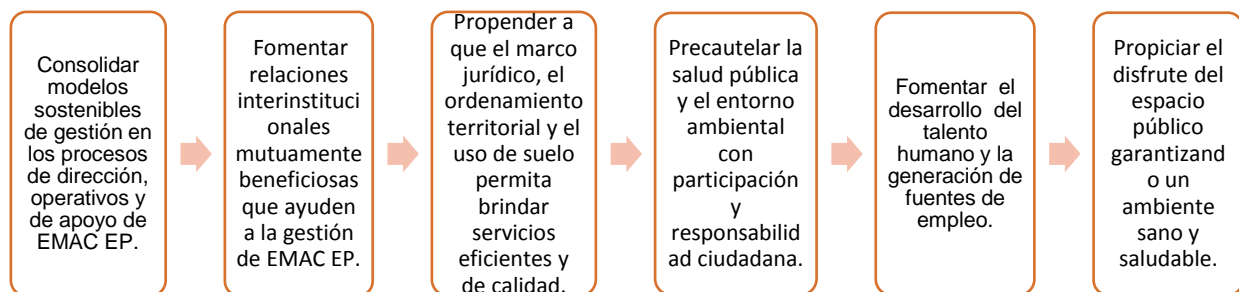 Consolidar
modelos
sostenibles
de gestión en
los procesos
de dirección,
operativos y
de apoyo de
EMAC EP.
Fomentar
relaciones
interinstituci
onales
mutuamente
beneficiosas
que ayuden
a la gestión
de EMAC EP.
Propender a
que el marco
jurídico, el
ordenamiento
territorial y el
uso de suelo
permita
brindar
servicios
eficientes y
de calidad.
Precautelar la
salud pública
y el entorno
ambiental
con
participación
y
responsabilid
ad ciudadana.
Fomentar el
desarrollo del
talento
humano y la
generación de
fuentes de
empleo.
Propiciar el
disfrute del
espacio
público
garantizand
o un
ambiente
sano y
saludable.